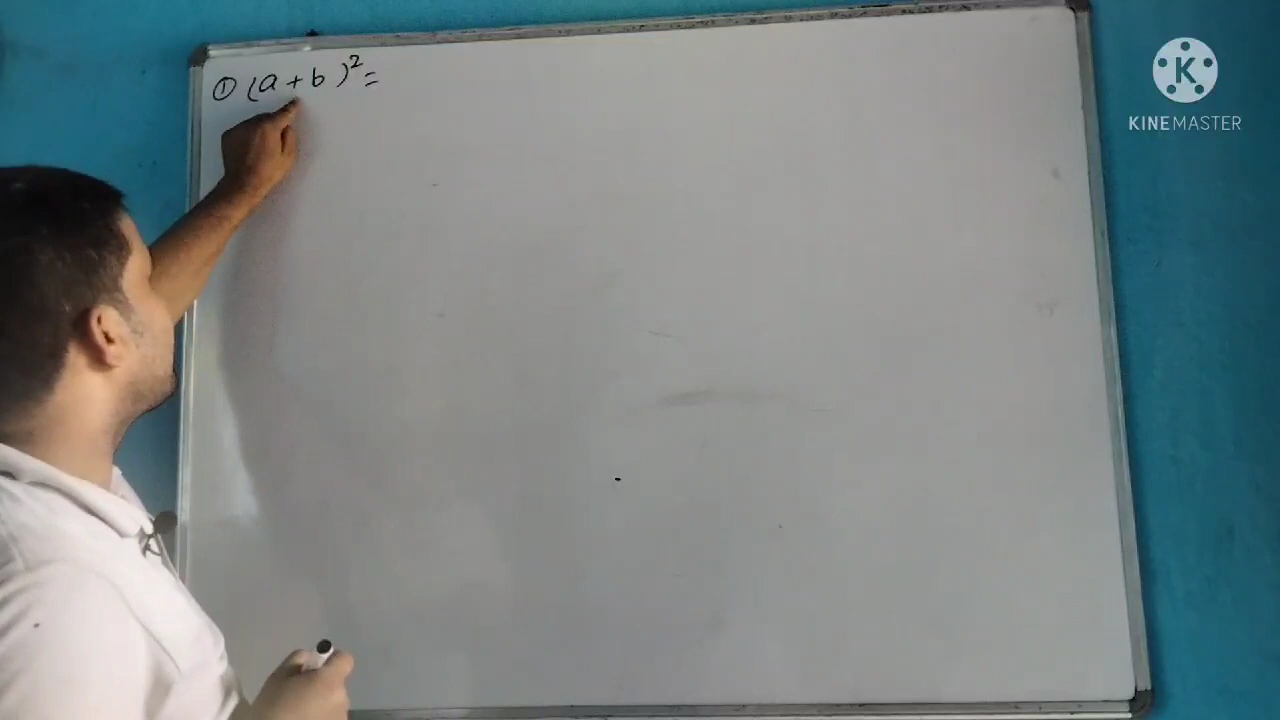 ① (a + b)² =
K
KINEMASTER